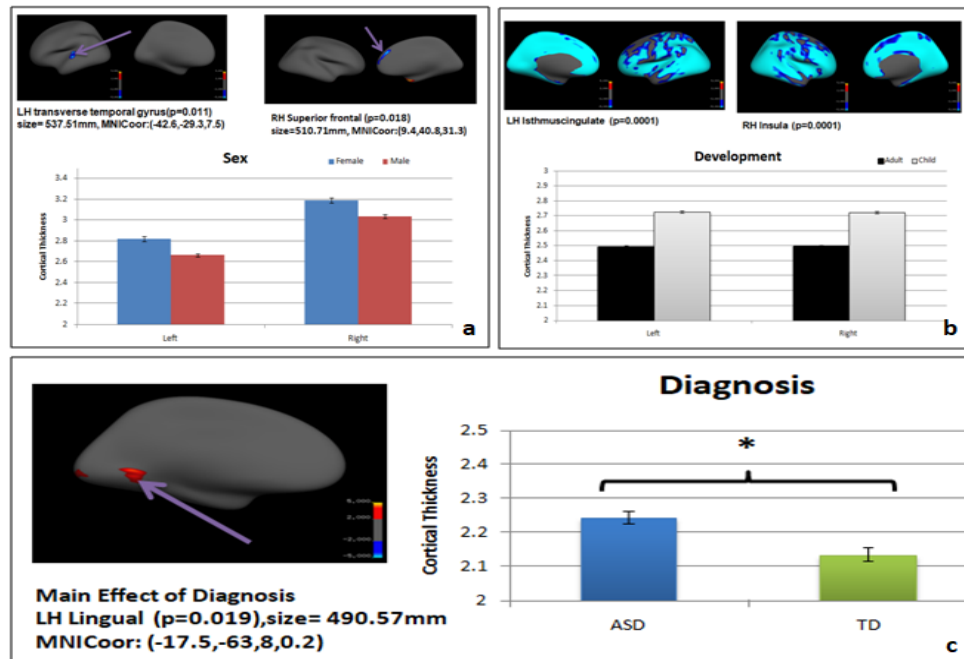 LH transverse temporal gyrus(p=0.011)
size= 537.51mm, MNICoor:(-42.6,-29.3,7.5)
RH Superior frontal (p=0.018)
size=510.71mm, MNICoor:(9.4,40.8,31.3)
Sex
Female Male
Cortical Thickness
3.4
3.2
3
2.8
2.6
2.4
2.2
2
Left Right
a
LH Isthmuscingulate (p=0.0001)
RH Insula (p=0.0001)
Development
Adult Child
Cortical Thickness
3
2.9
2.8
2.7
2.6
2.5
2.4
2.3
2.2
2.1
2
Left Right
b
Main Effect of Diagnosis
LH Lingual (p=0.019),size= 490.57mm
MNICoor: (-17.5,-63,8,0.2)
Diagnosis
*
Cortical Thickness
2.5
2.4
2.3
2.2
2.1
2
ASD TD
c